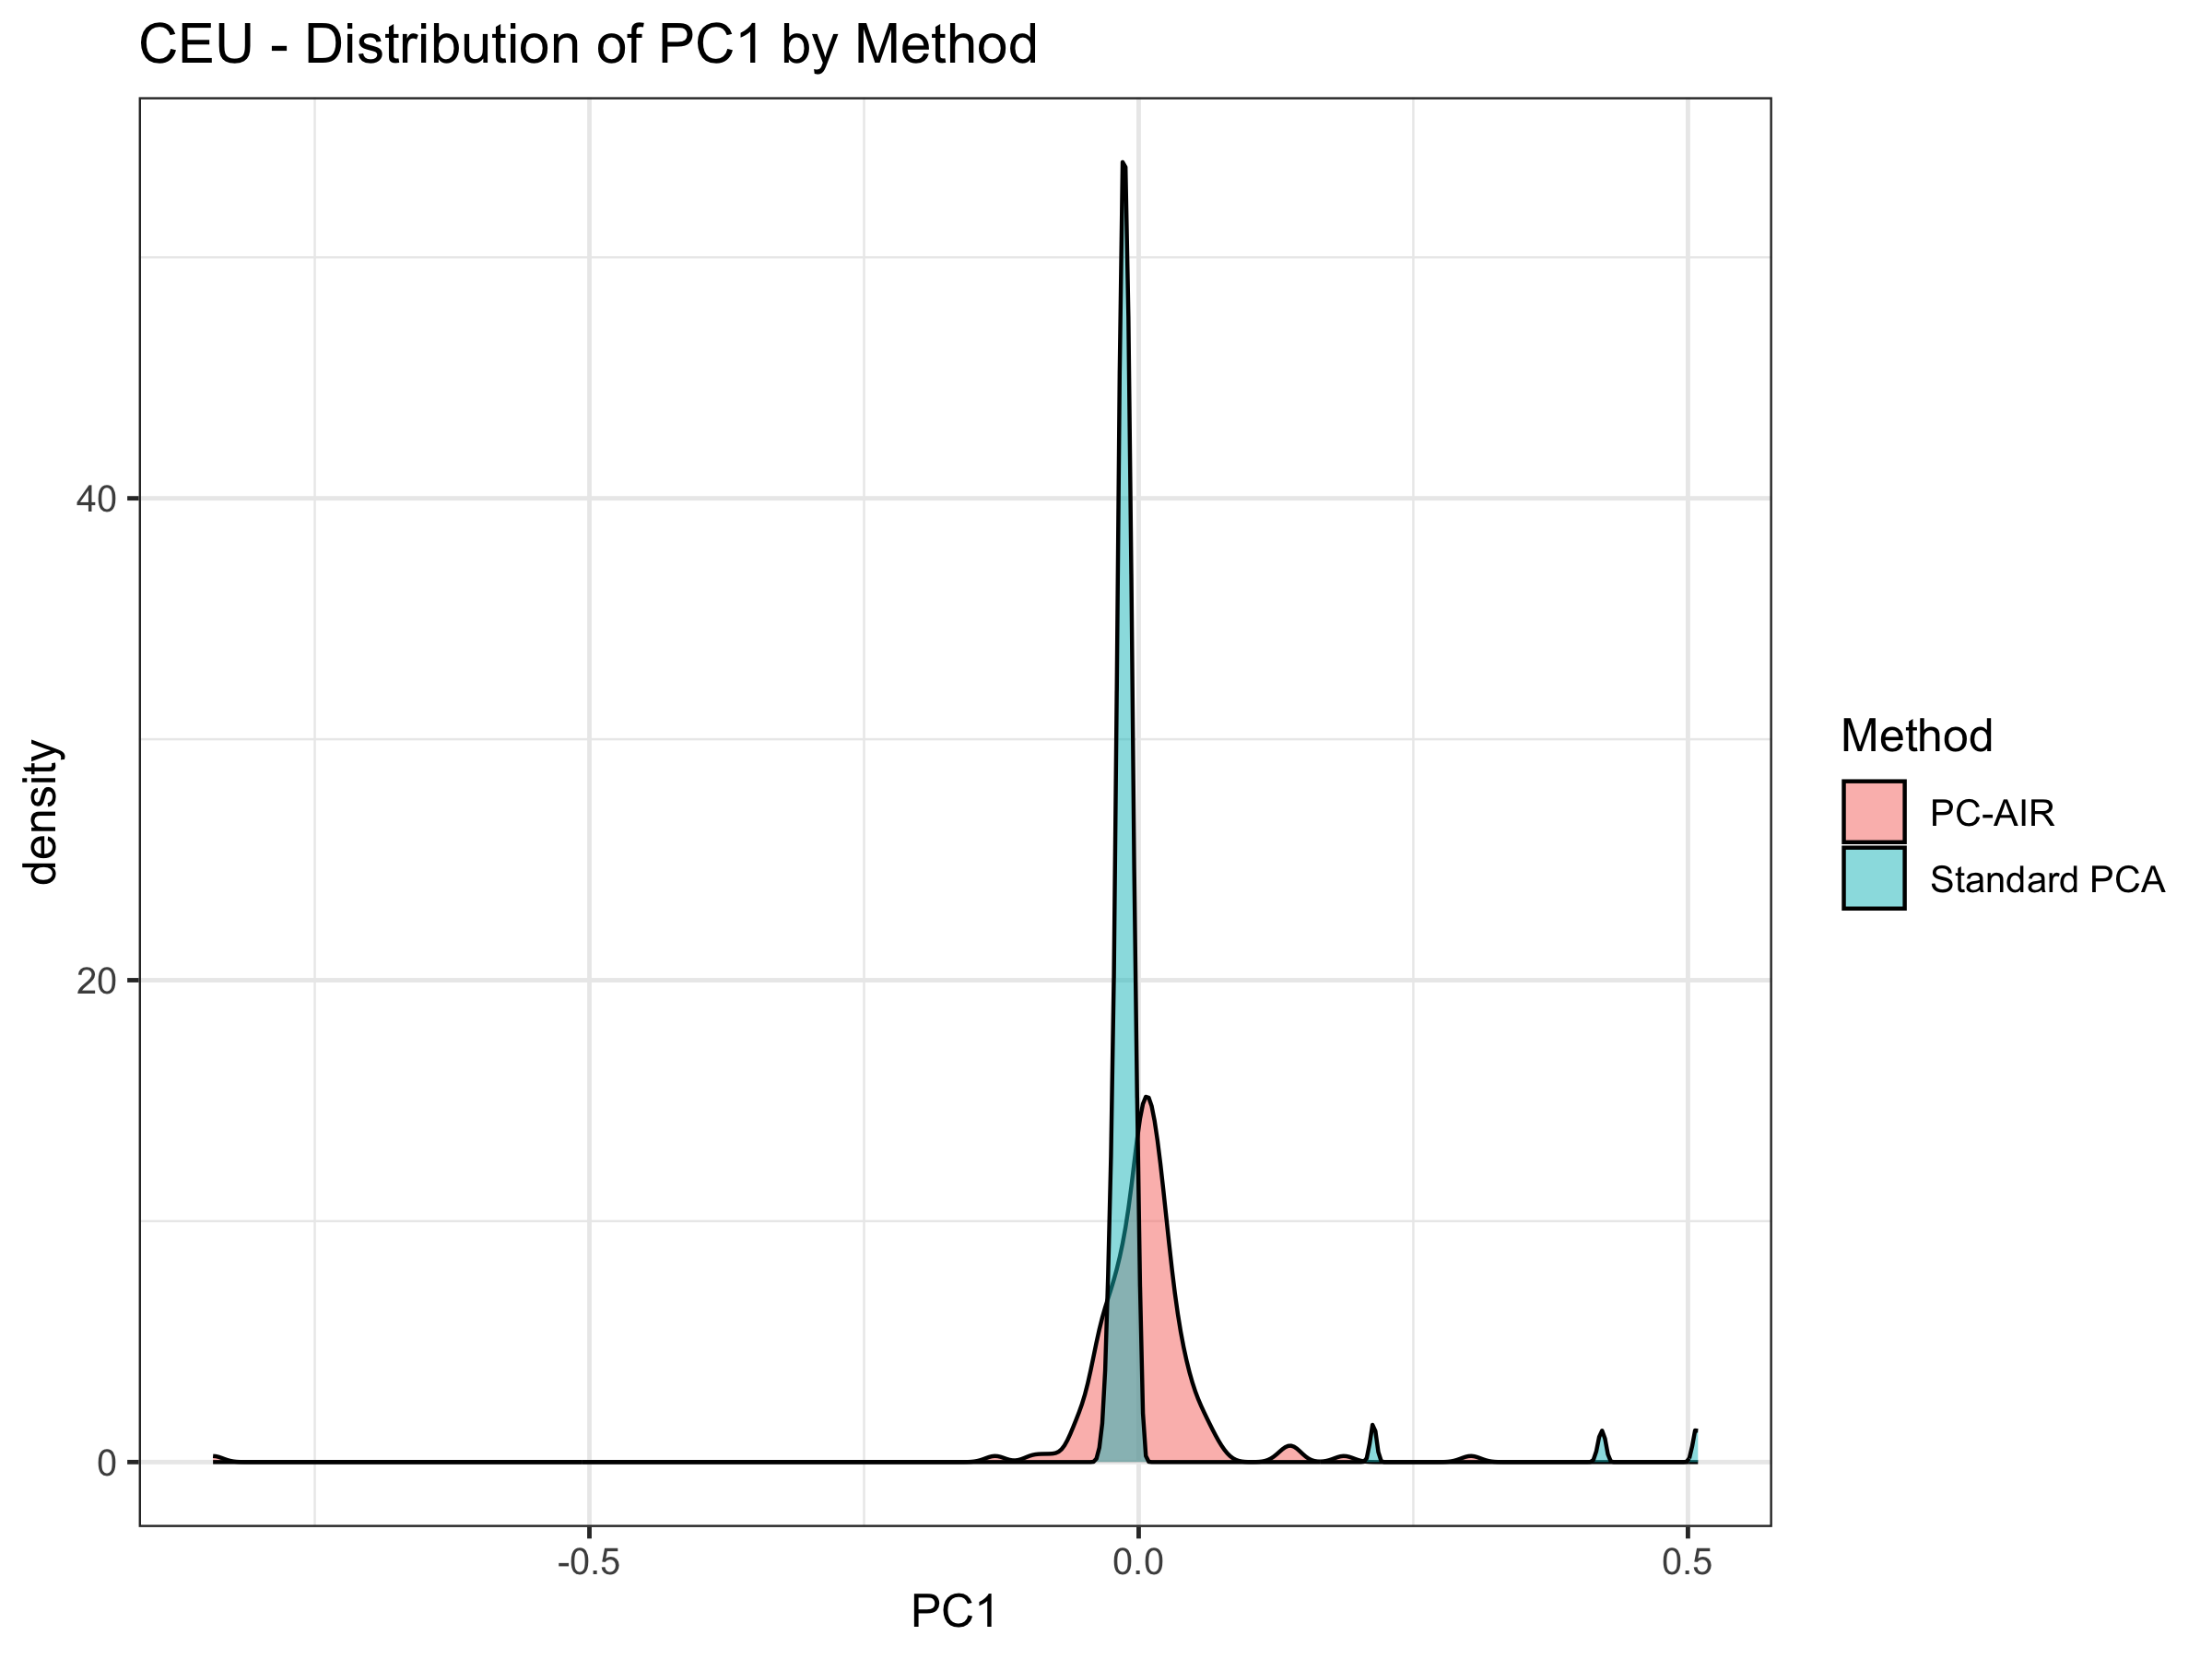 CEU - Distribution of PC1 by Method
density
40
20
0
-0.5
0.0
0.5
PC1
Method
PC-AIR
Standard PCA